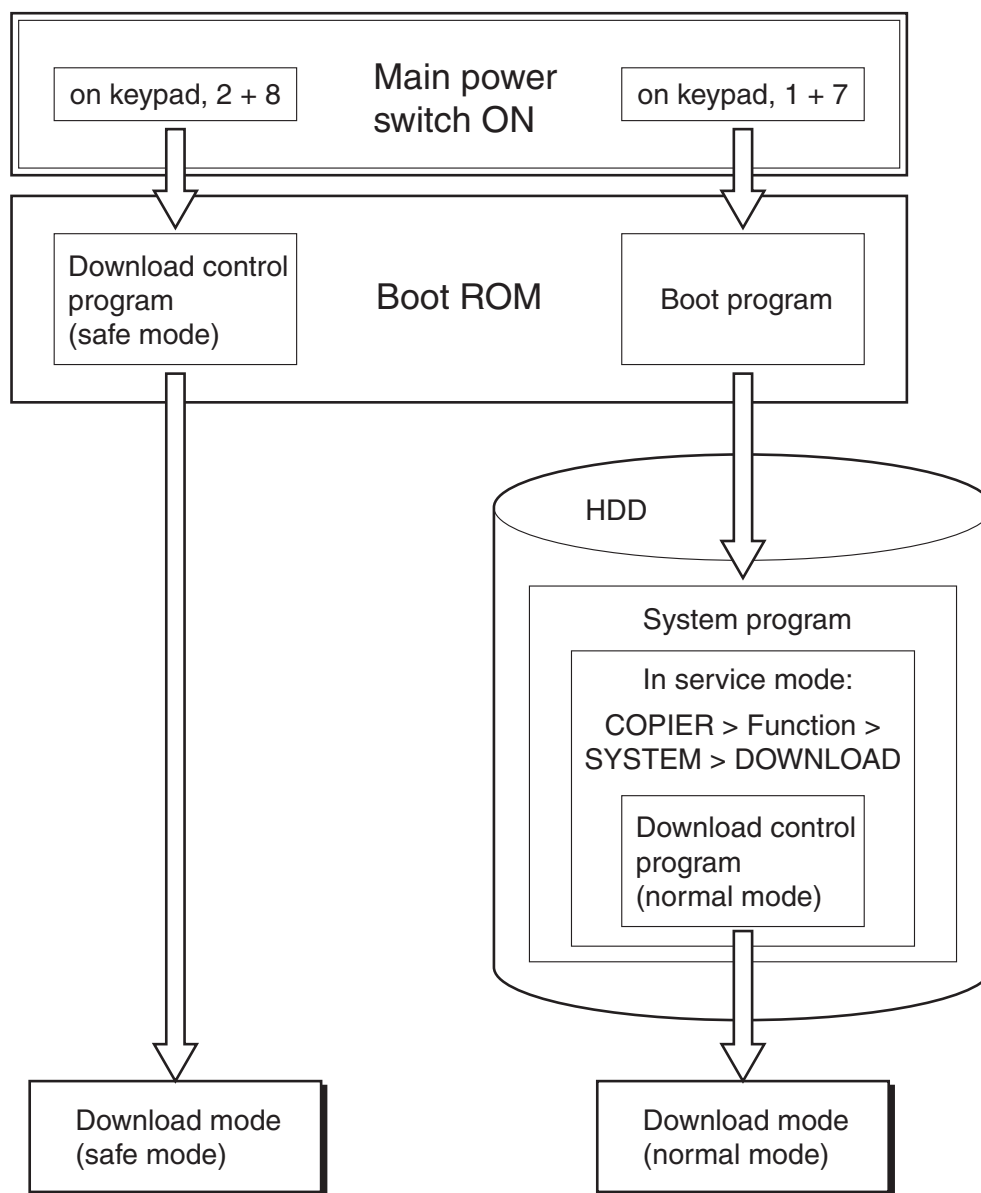 Main power
switch ON
on keypad, 2 + 8
on keypad, 1 + 7
Download control
program
(safe mode)
Boot ROM
Boot program
HDD
System program
In service mode:
COPIER > Function >
SYSTEM > DOWNLOAD
Download control
program
(normal mode)
Download mode
(safe mode)
Download mode
(normal mode)